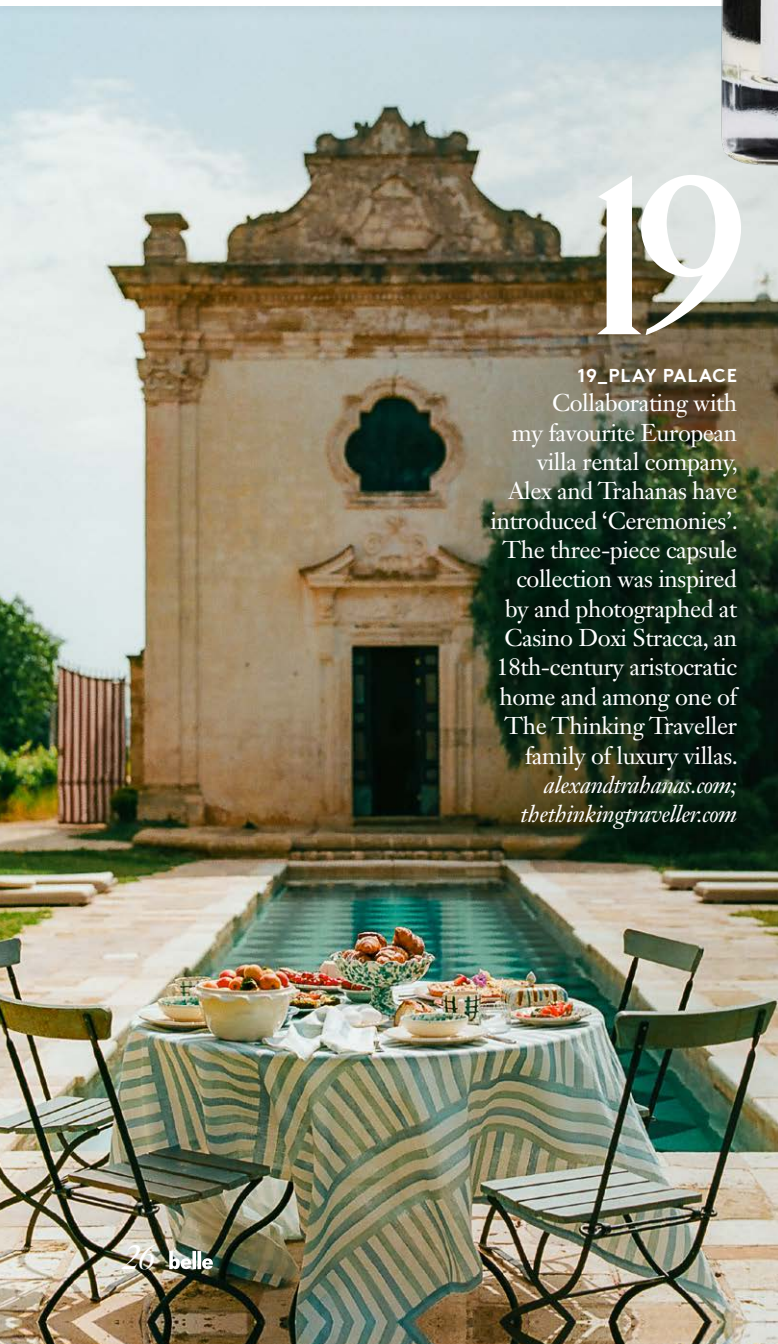 19
19_PLAY PALACE
Collaborating with
my favourite European
villa rental company,
Alex and Trahanas have
introduced ‘Ceremonies’.
The three-piece capsule
collection was inspired
by and photographed at
Casino Doxi Stracca, an
18th-century aristocratic
home and among one of
The Thinking Traveller
family of luxury villas.
alexandtrahanas.com;
thethinkingtraveller.com
26 belle